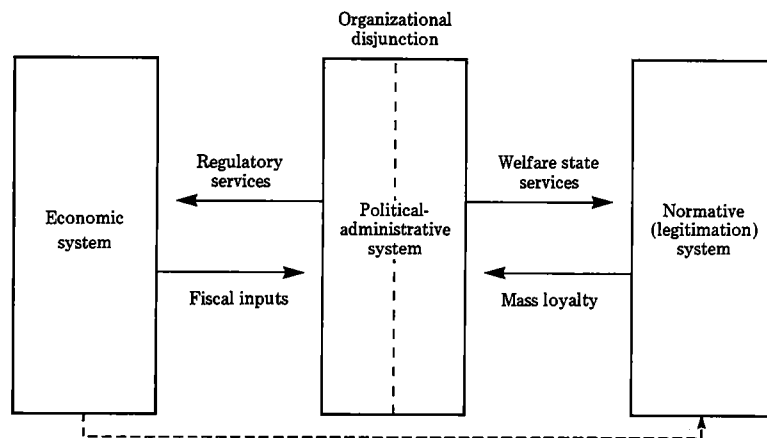 Organizational
disjunction
Regulatory
services
Welfare state
services
Economic
system
Political-
administrative
system
Normative
(legitimation)
system
Fiscal inputs
Mass loyalty